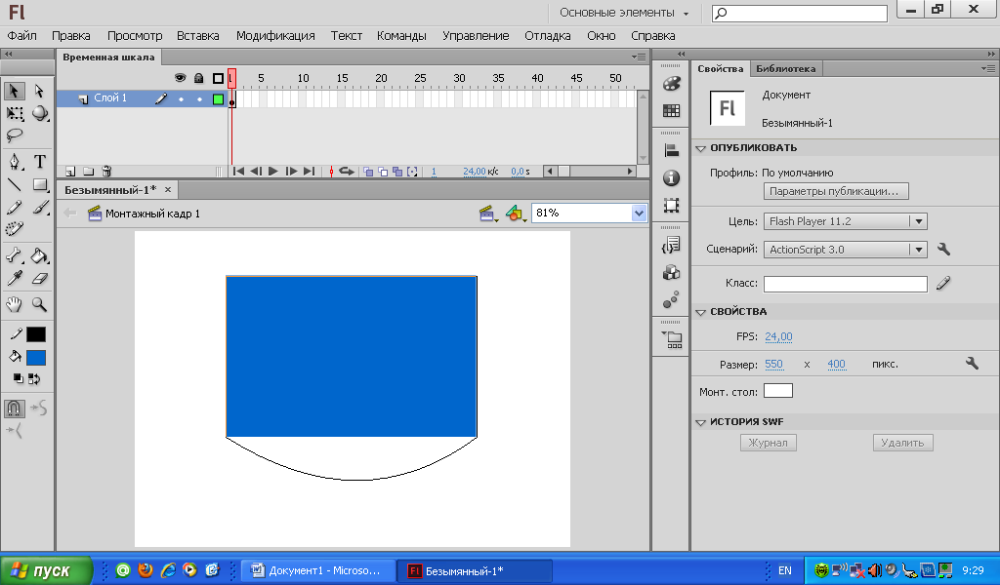 Fl
Основные элементы
Файл Правка Просмотр Вставка Модификация Текст Команды Управление Отладка Окно Справка
Временная шкала
1 5 10 15 20 25 30 35 40 45 50
Слой 1
1 24,00 к/с 0,0 s
Безымянный-1*
Монтажный кадр 1
81%
T
Свойства Библиотека
Fl
Документ
Безымянный-1
ОПУБЛИКОВАТЬ
Профиль: По умолчанию
Параметры публикации...
Цель: Flash Player 11.2
Сценарий: ActionScript 3.0
Класс:
СВОЙСТВА
FPS: 24,00
Размер: 550 x 400 пикс.
Монт. стол:
ИСТОРИЯ SWF
Журнал Удалить
пуск
Документ1 - Microso...
Fl Безымянный-1*
EN
9:29